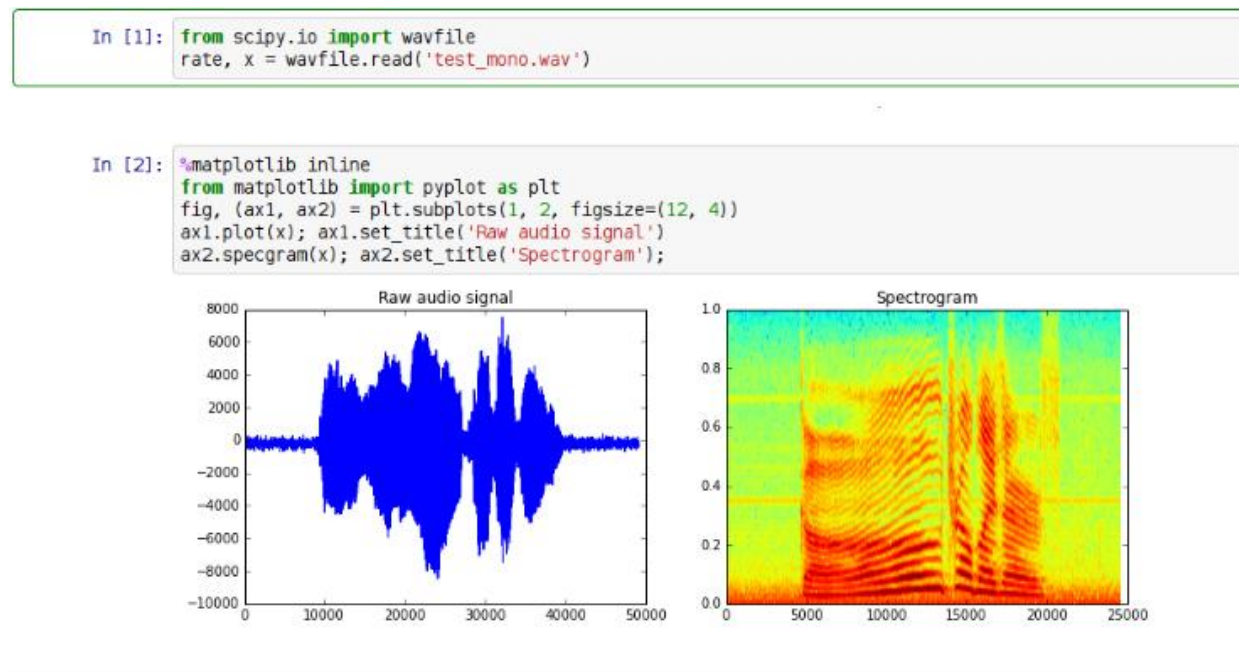 In [1]: from scipy.io import wavfile
rate, x = wavfile.read('test_mono.wav')
In [2]: %matplotlib inline
from matplotlib import pyplot as plt
fig, (ax1, ax2) = plt.subplots(1, 2, figsize=(12, 4))
ax1.plot(x); ax1.set_title('Raw audio signal')
ax2.specgram(x); ax2.set_title('Spectrogram');
Raw audio signal
8000
6000
4000
2000
0
−2000
−4000
−6000
−8000
−10000
0 10000 20000 30000 40000 50000
Spectrogram
1.0
0.8
0.6
0.4
0.2
0.0
0 5000 10000 15000 20000 25000